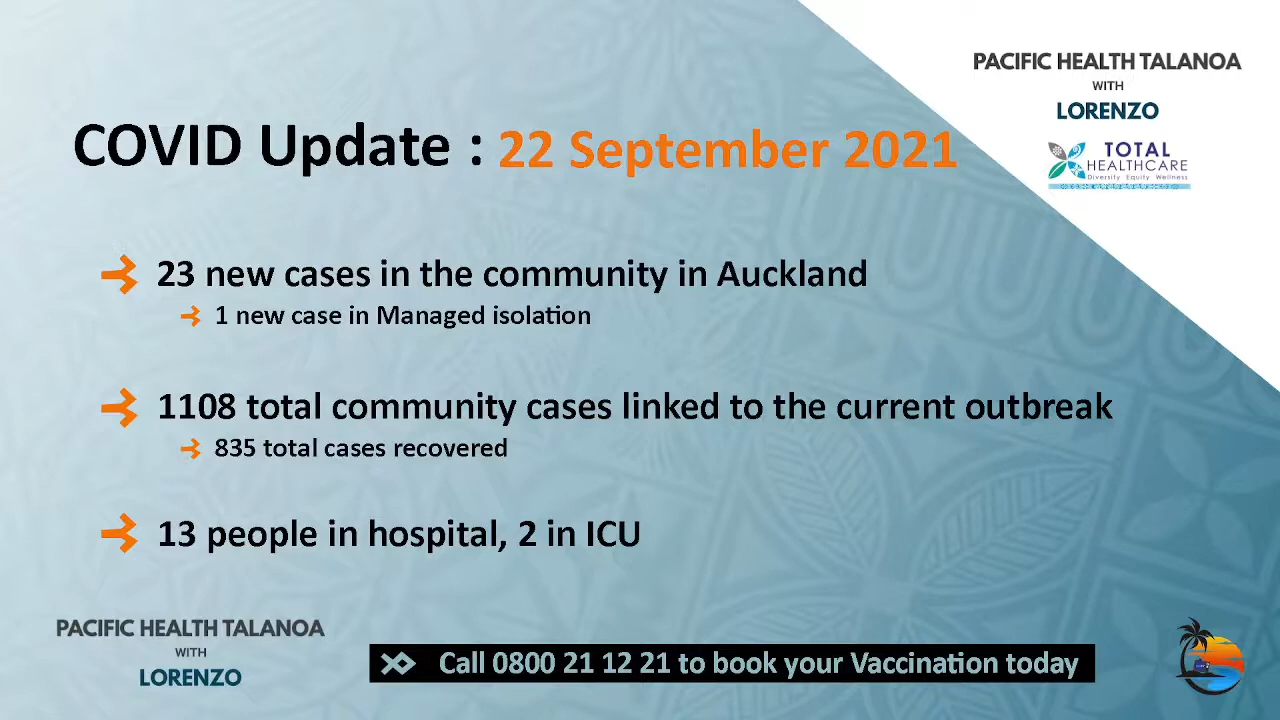 PACIFIC HEALTH TALANOA
WITH
LORENZO
TOTAL
HEALTHCARE
Diversity Equity Wellness
COVID Update : 22 September 2021
23 new cases in the community in Auckland
1 new case in Managed isolation
1108 total community cases linked to the current outbreak
835 total cases recovered
13 people in hospital, 2 in ICU
PACIFIC HEALTH TALANOA
WITH
LORENZO
Call 0800 21 12 21 to book your Vaccination today